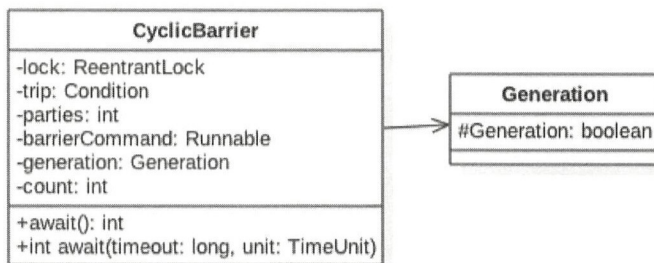 CyclicBarrier
-lock: ReentrantLock
-trip: Condition
-parties: int
-barrierCommand: Runnable
-generation: Generation
-count: int
+await(): int
+int await(timeout: long, unit: TimeUnit)
Generation
#Generation: boolean